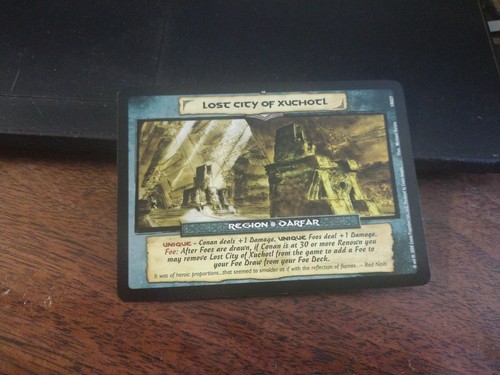 LOST CITY OF XUCHOTL
REGION DARFAR
UNIQUE - Conan deals +1 Damage. UNIQUE Foes deal +1 Damage.
Foe: After Foes are drawn, if Conan is at 30 or more Renown you
may remove Lost City of Xuchotl from the game to add a Foe to
your Foe Draw from your Foe Deck.
It was of heroic proportions...that seemed to smolder as if with the reflection of flames. – Red Nails